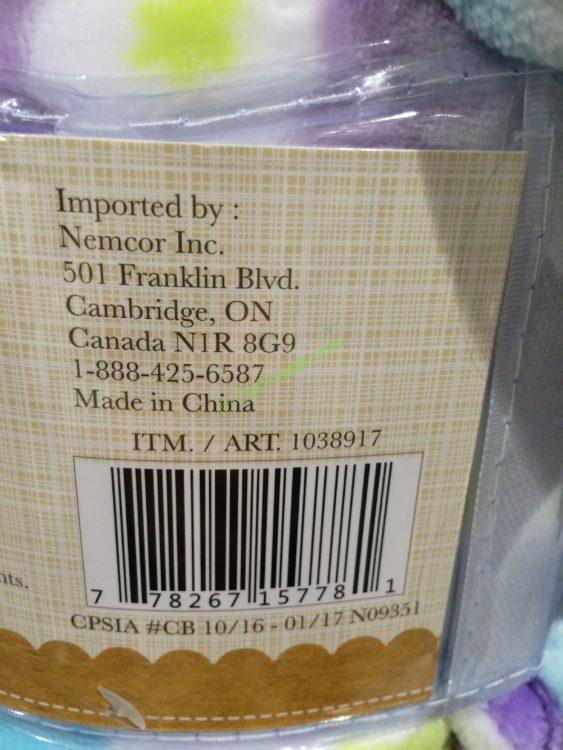 Imported by :
Nemcor Inc.
501 Franklin Blvd.
Cambridge, ON
Canada N1R 8G9
1-888-425-6587
Made in China
ITM. / ART. 1038917
7 78267 15778 1
CPSIA #CB 10/16 - 01/17 N09351